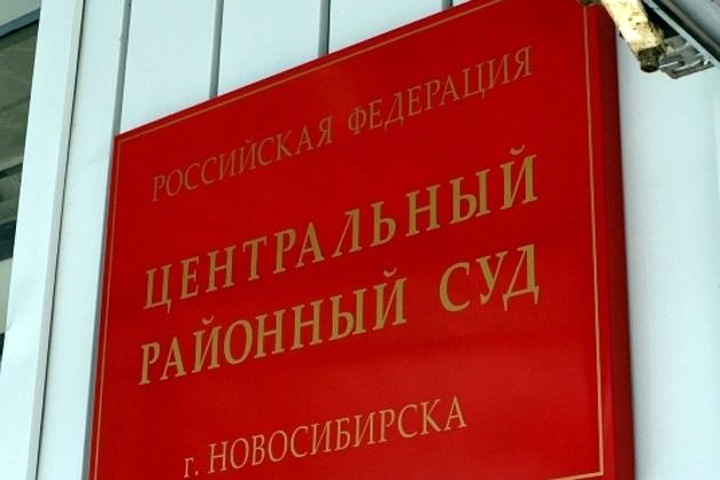 РОССИЙСКАЯ ФЕДЕРАЦИЯ
ЦЕНТРАЛЬНЫЙ
РАЙОННЫЙ СУД
г. НОВОСИБИРСКА